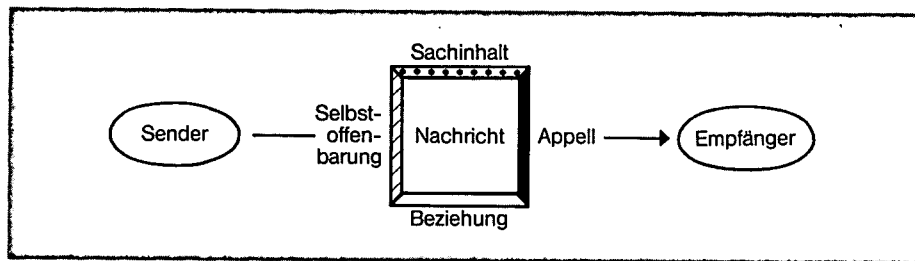 Sachinhalt
Sender
Selbst-
offen-
barung
Nachricht
Appell
Empfänger
Beziehung